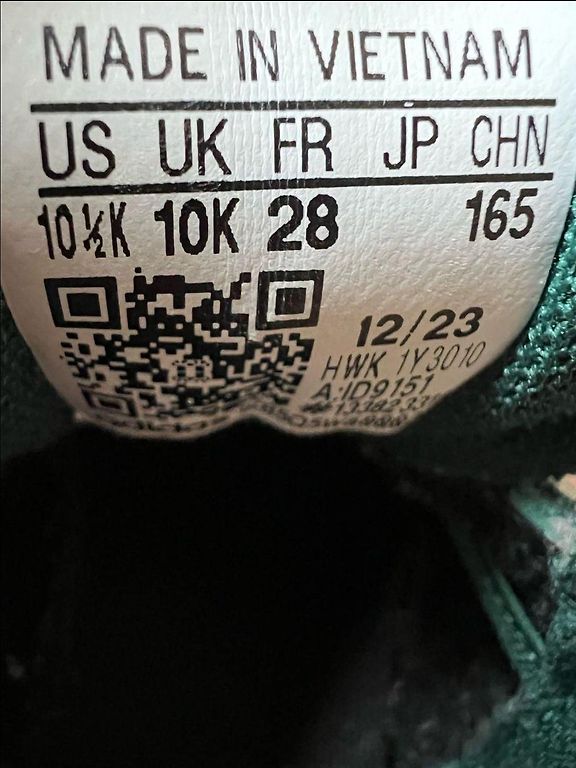 MADE IN VIETNAM
US UK FR JP CHN
10½K 10K 28 165
12/23
HWK 1Y3010
A:ID9151